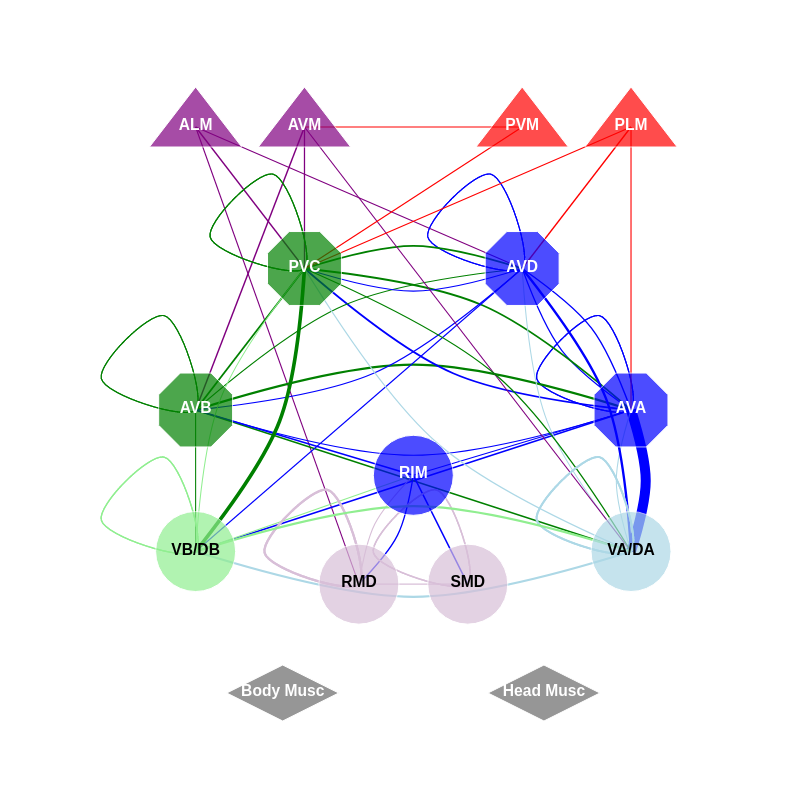 ALM
AVM
PVM
PLM
PVC
AVD
AVB
AVA
RIM
VB/DB
VA/DA
RMD
SMD
Body Musc
Head Musc